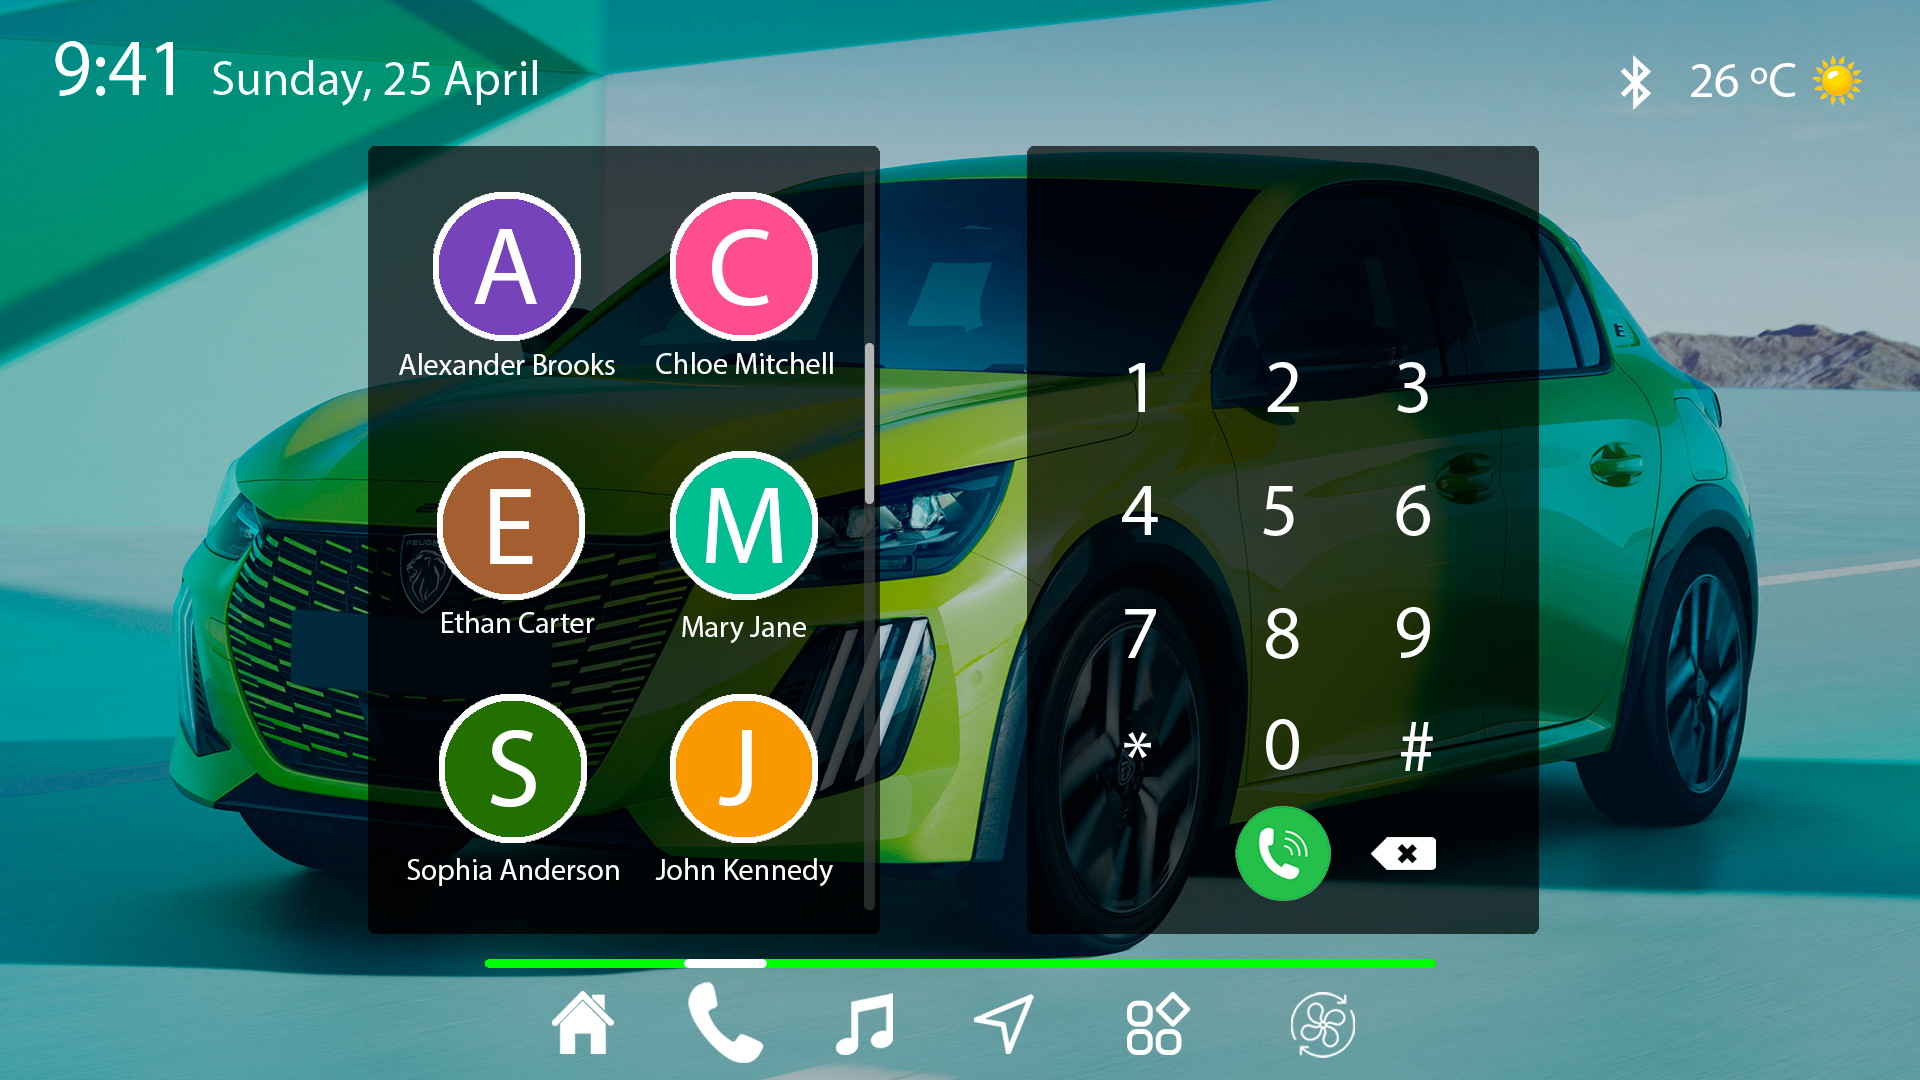 9:41 Sunday, 25 April
26 ºC
A C
Alexander Brooks Chloe Mitchell
E M
Ethan Carter Mary Jane
S J
Sophia Anderson John Kennedy
1 2 3
4 5 6
7 8 9
* 0 #
E